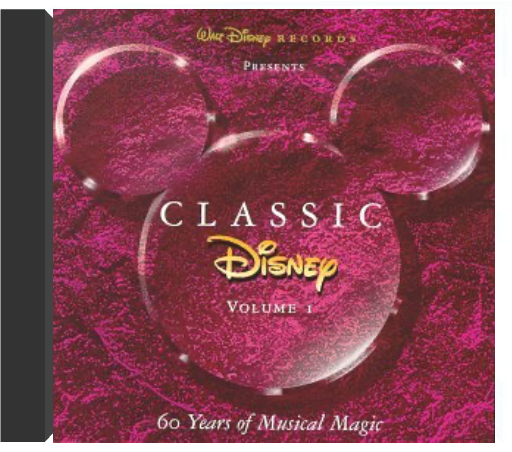 Walt Disney RECORDS
PRESENTS
CLASSIC
Disney
VOLUME 1
60 Years of Musical Magic